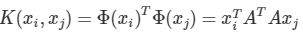 K(x_i, x_j) = Φ(x_i)^T Φ(x_j) = x_i^T A^T A x_j